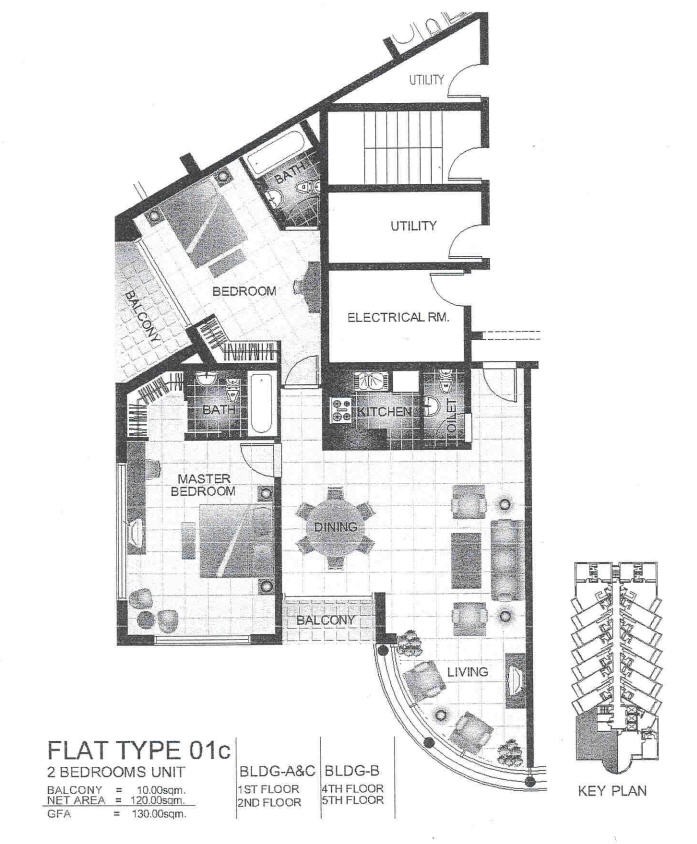 UTILITY
BATH
UTILITY
BEDROOM
BALCONY
ELECTRICAL RM.
BATH
KITCHEN
TOILET
MASTER
BEDROOM
DINING
BALCONY
LIVING
FLAT TYPE 01c
2 BEDROOMS UNIT
BALCONY = 10.00sqm.
NET AREA = 120.00sqm.
GFA = 130.00sqm.
BLDG-A&C
1ST FLOOR
2ND FLOOR
BLDG-B
4TH FLOOR
5TH FLOOR
KEY PLAN